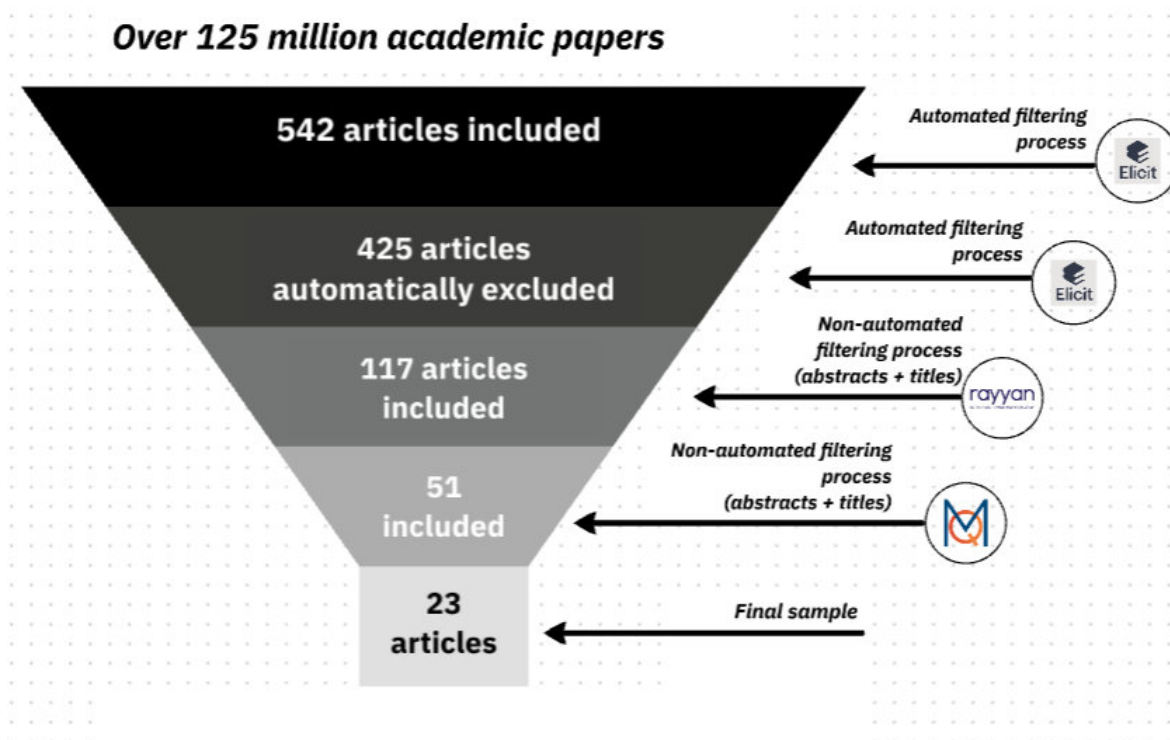 Over 125 million academic papers
542 articles included
Automated filtering
process
Elicit
425 articles
automatically excluded
Automated filtering
process
Elicit
117 articles
included
Non-automated
filtering process
(abstracts + titles)
rayyan
51
included
Non-automated filtering
process
(abstracts + titles)
MQ
23
articles
Final sample